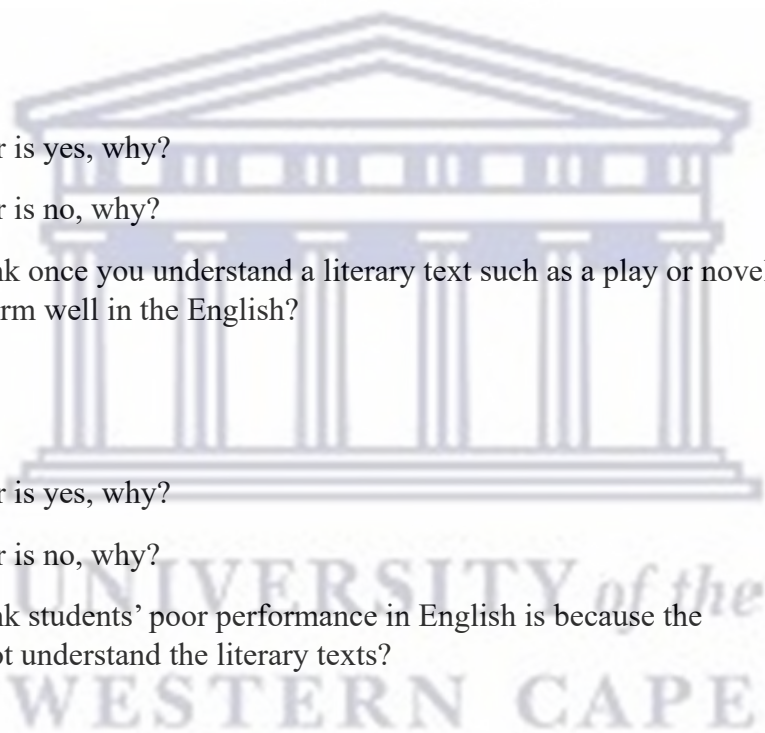 r is yes, why?
r is no, why?
nk once you understand a literary text such as a play or novel
rm well in the English?
r is yes, why?
r is no, why?
UNIVERSITY of the
nk students’ poor performance in English is because the
ot understand the literary texts?
WESTERN CAPE